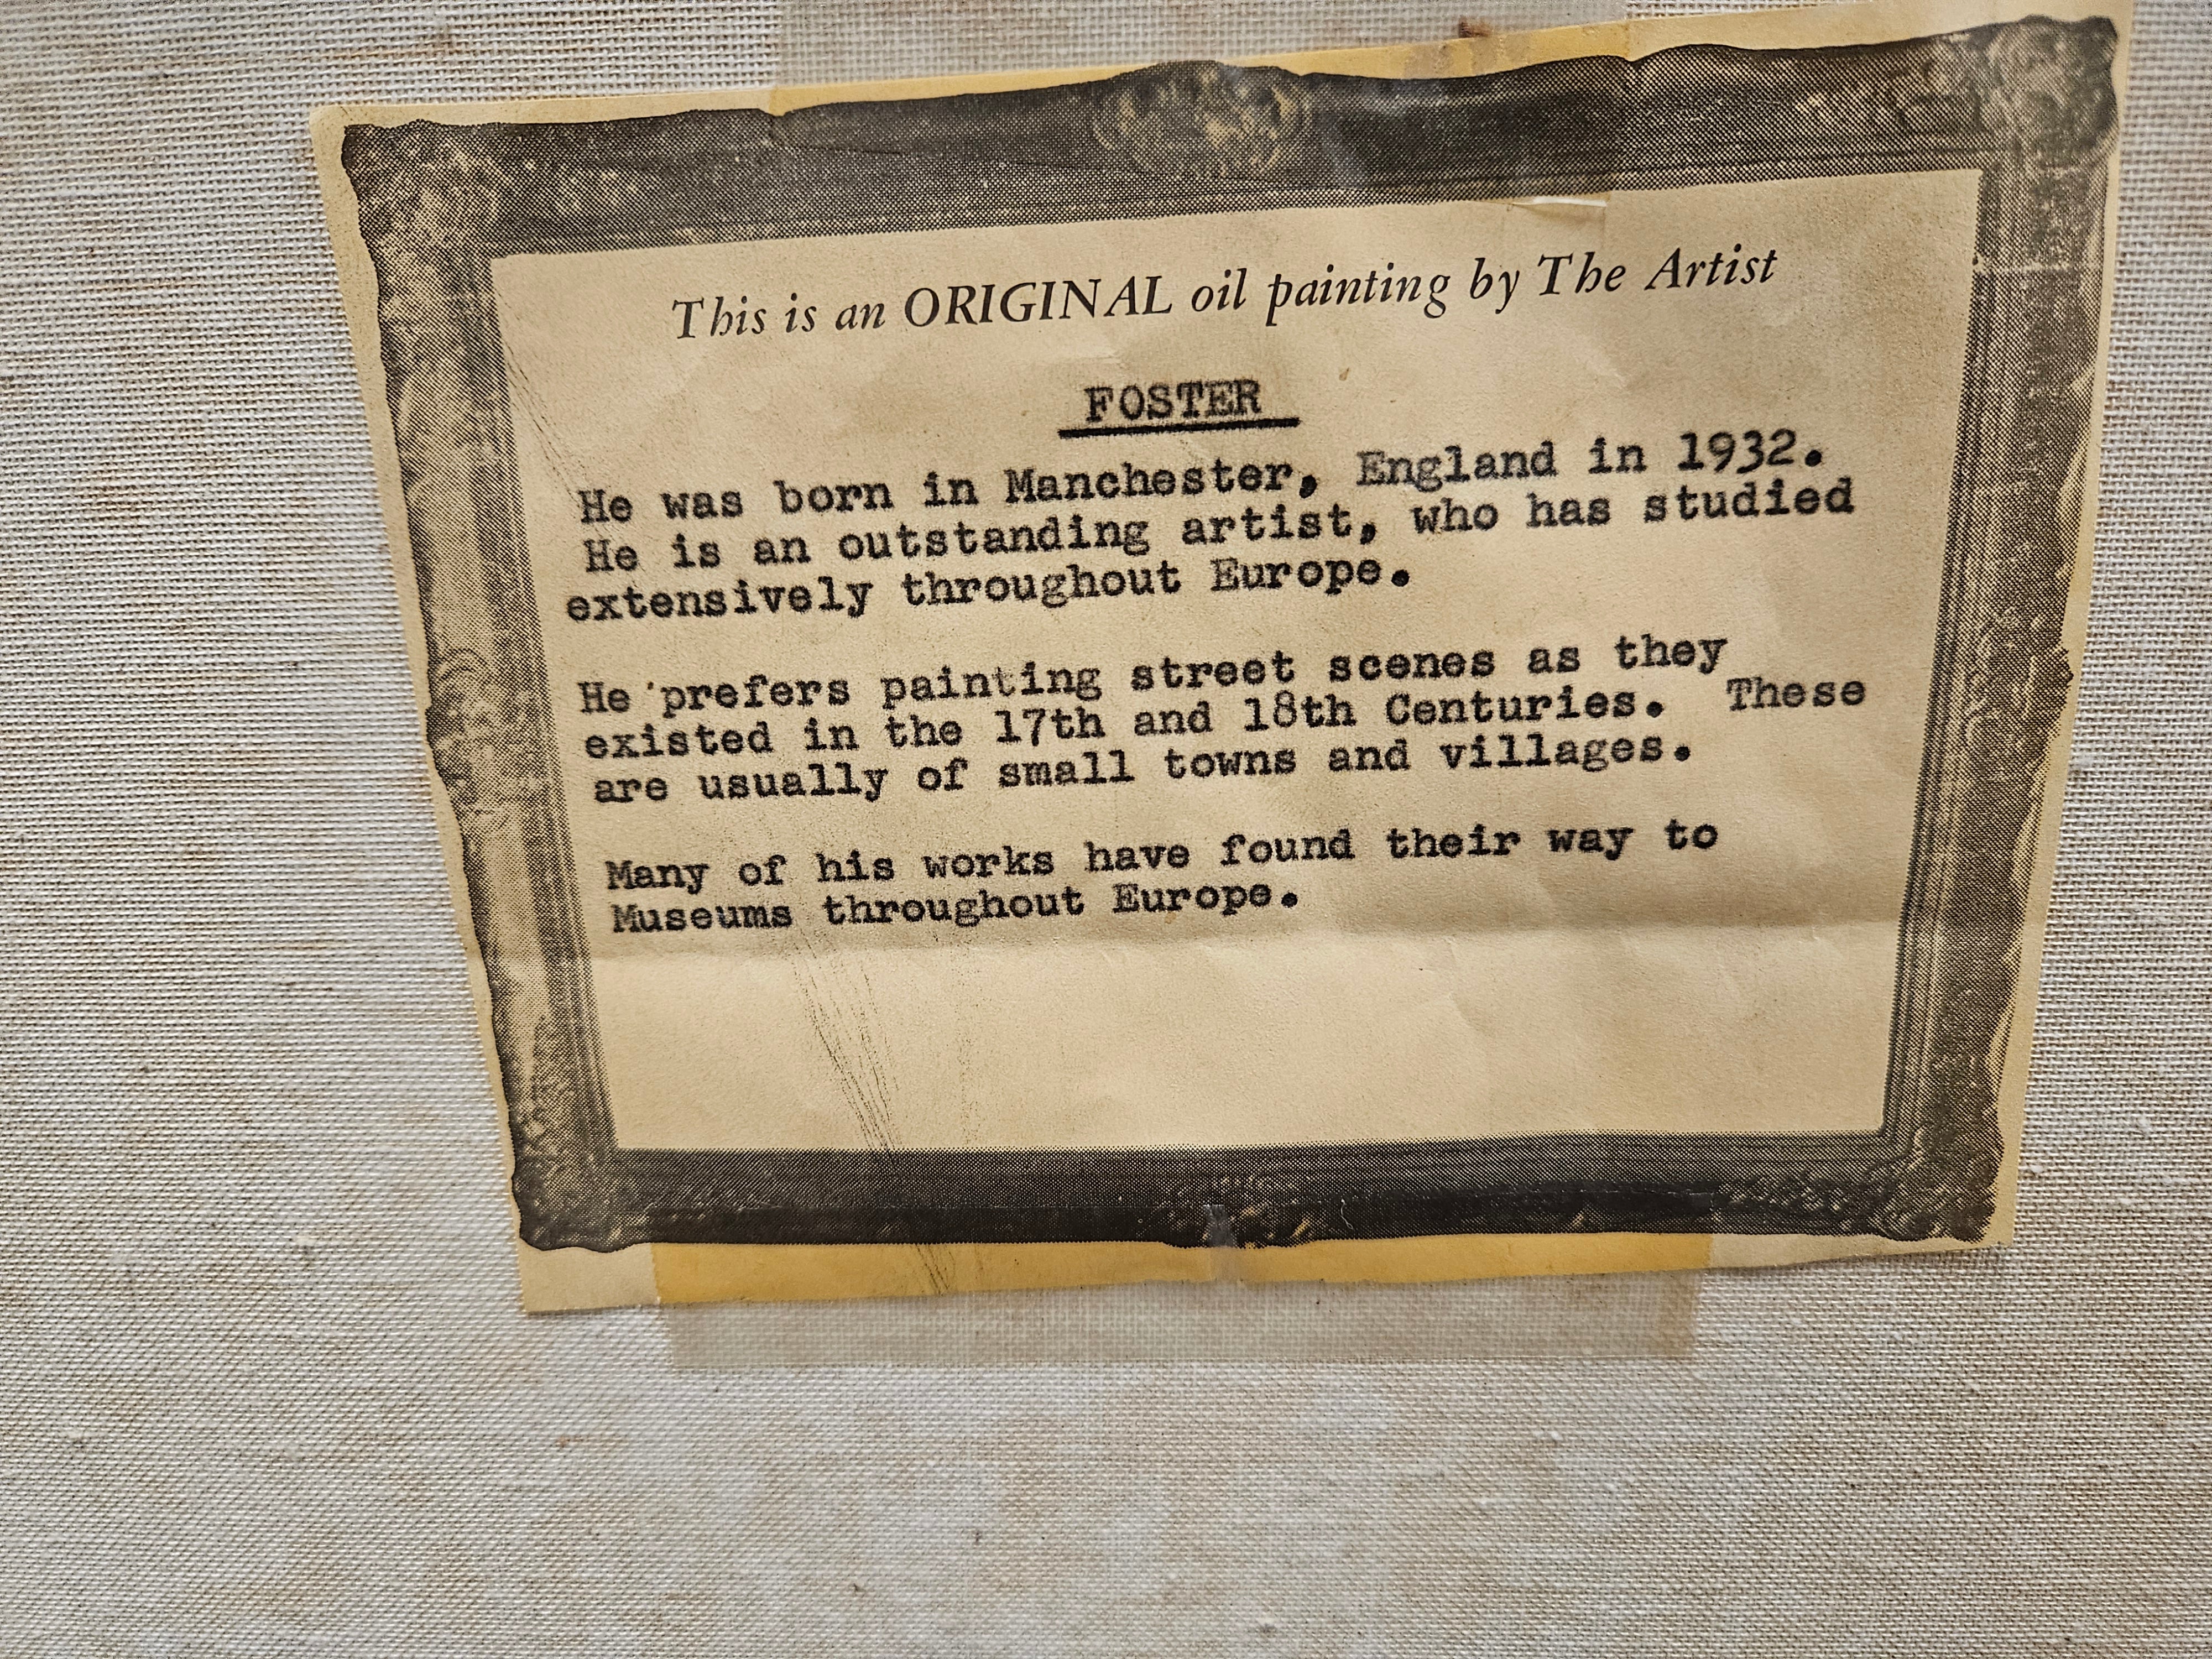 This is an ORIGINAL oil painting by The Artist
FOSTER
He was born in Manchester, England in 1932.
He is an outstanding artist, who has studied
extensively throughout Europe.
He prefers painting street scenes as they
existed in the 17th and 18th Centuries. These
are usually of small towns and villages.
Many of his works have found their way to
Museums throughout Europe.